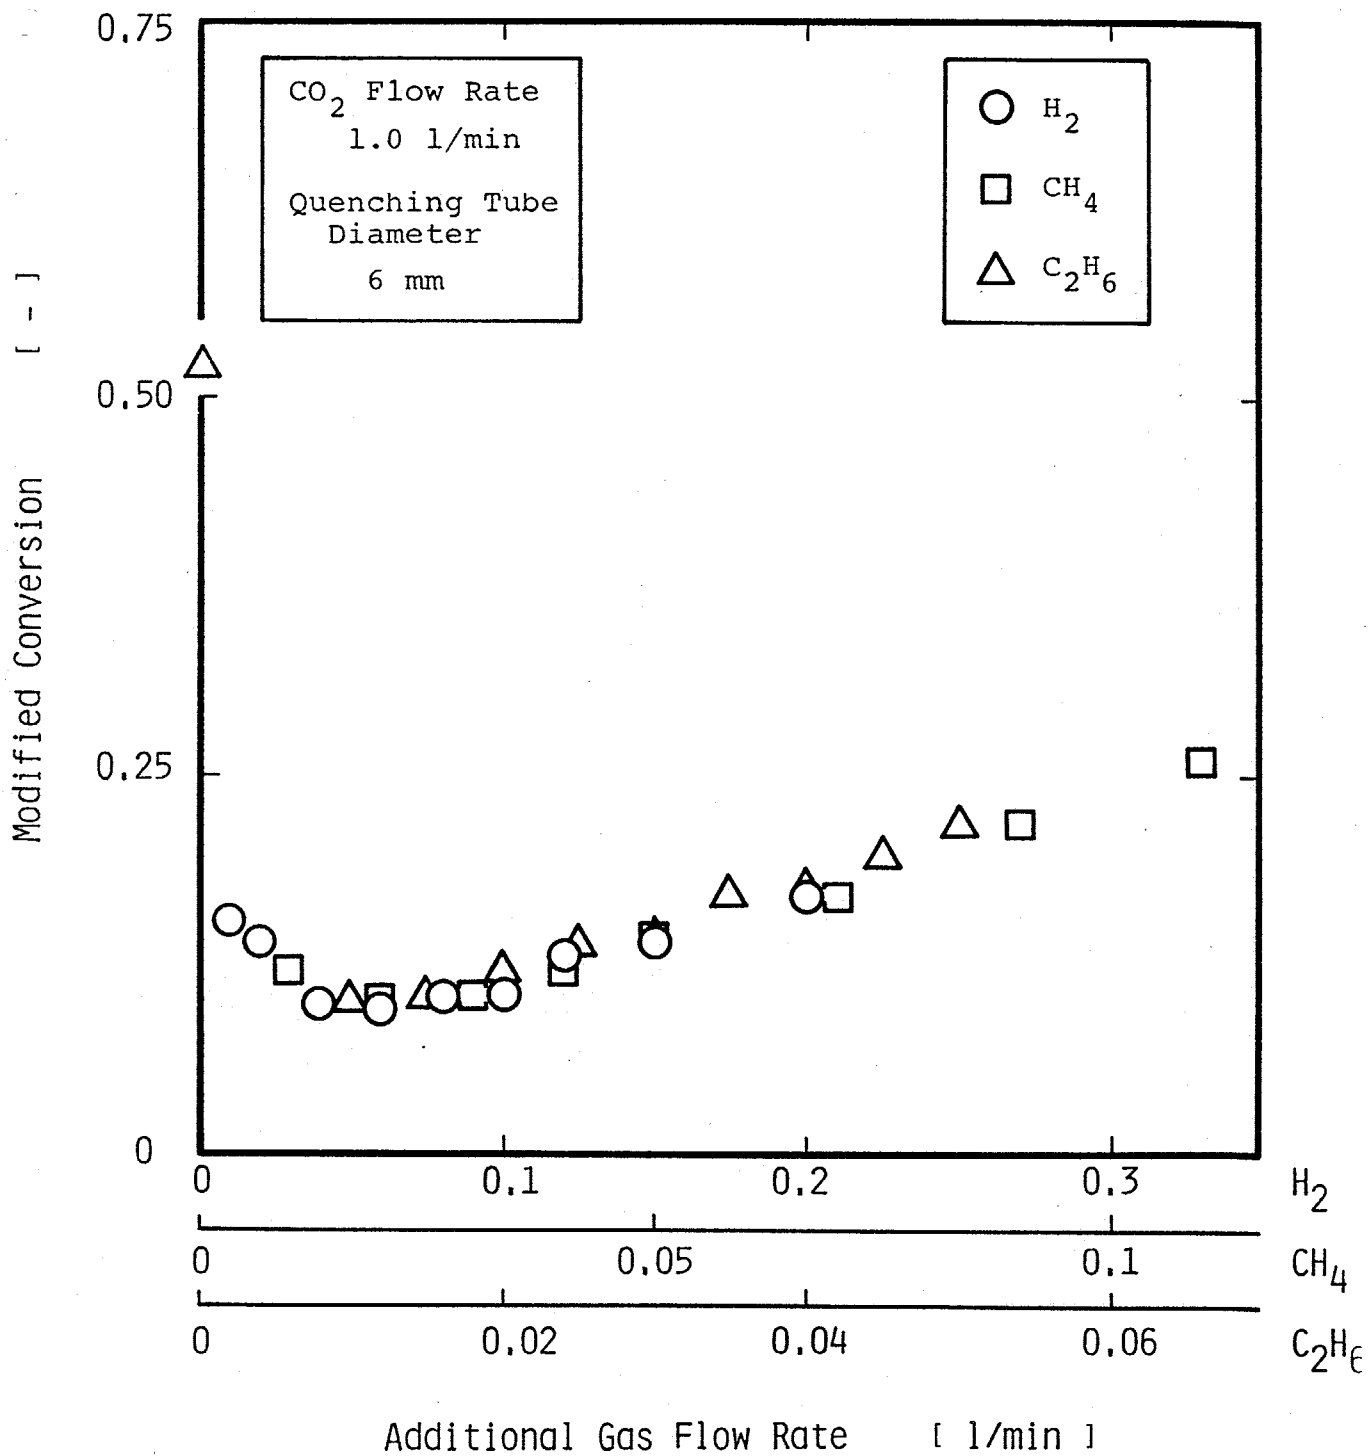 0.75
CO2 Flow Rate
1.0 l/min
Quenching Tube
Diameter
6 mm
H2
CH4
C2H6
0.50
0.25
0
Modified Conversion [ - ]
0 0.1 0.2 0.3 H2
0 0.05 0.1 CH4
0 0.02 0.04 0.06 C2H6
Additional Gas Flow Rate [ l/min ]